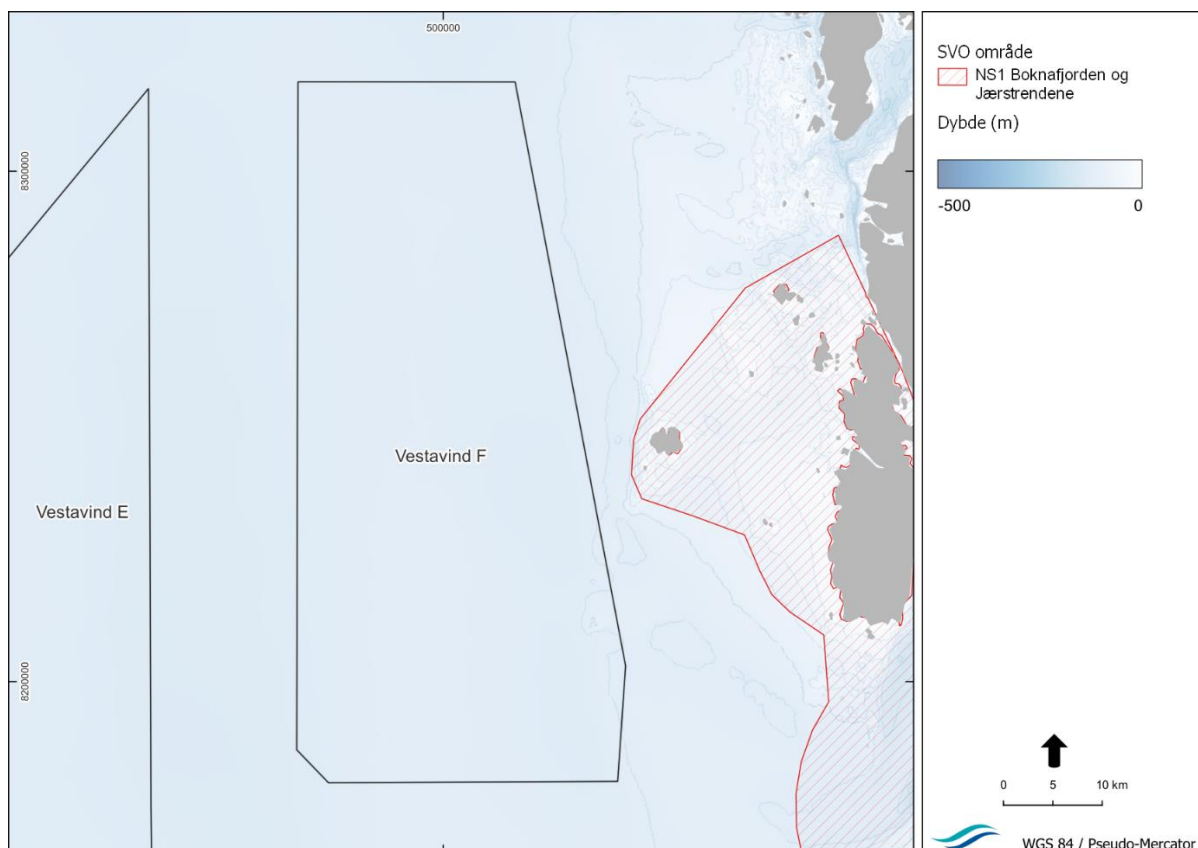 500000
8300000
8200000
Vestavind F
Vestavind E
SVO område
NS1 Boknafjorden og
Jærstrendene
Dybde (m)
-500 0
0 5 10 km
WGS 84 / Pseudo-Mercator